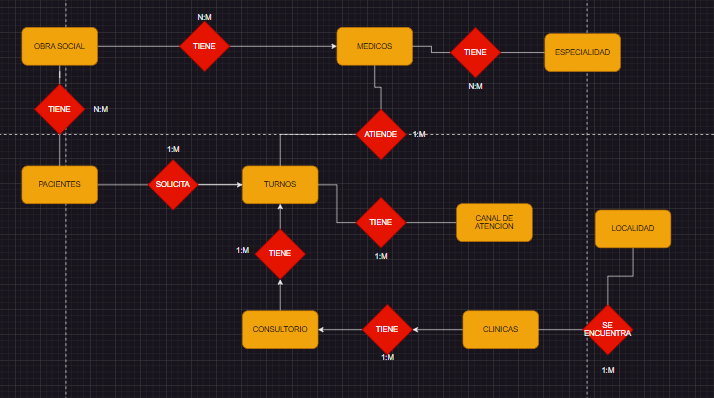 N:M
OBRA SOCIAL
TIENE
MEDICOS
TIENE
ESPECIALIDAD
N:M
TIENE
N:M
ATIENDE
1:M
1:M
PACIENTES
SOLICITA
TURNOS
TIENE
CANAL DE
ATENCION
LOCALIDAD
1:M
1:M
TIENE
CONSULTORIO
TIENE
CLINICAS
SE
ENCUENTRA
1:M
1:M